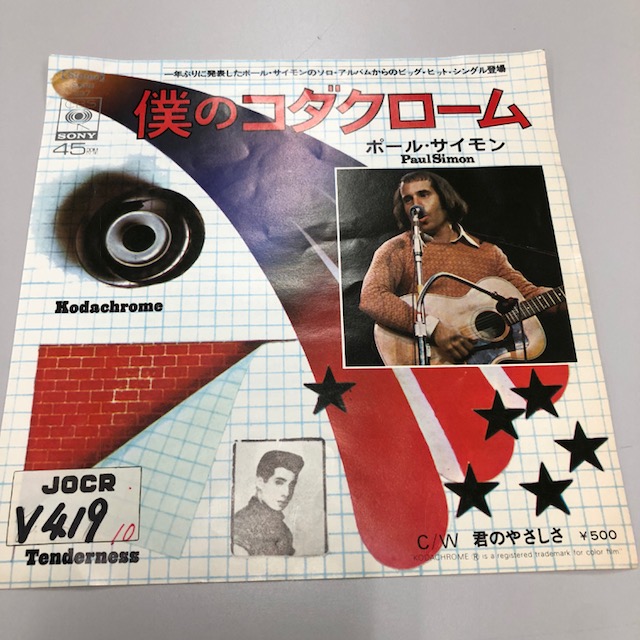 一年ぶりに発表したポール・サイモンのソロ・アルバムからのビッグ・ヒット・シングル登場
僕のコダクローム
SONY
45
ポール・サイモン
Paul Simon
Kodachrome
JOCR
V419
10
Tenderness
C/W 君のやさしさ ¥500
KODACHROME ® is a registered trademark for color film